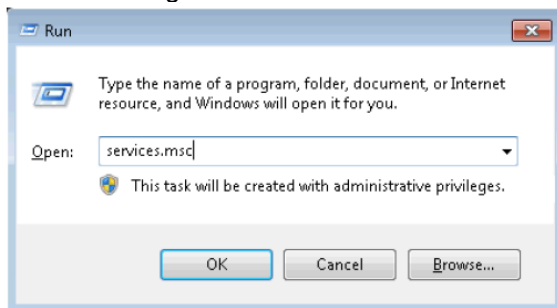 Run
Type the name of a program, folder, document, or Internet
resource, and Windows will open it for you.
Open: services.msc
This task will be created with administrative privileges.
OK Cancel Browse...